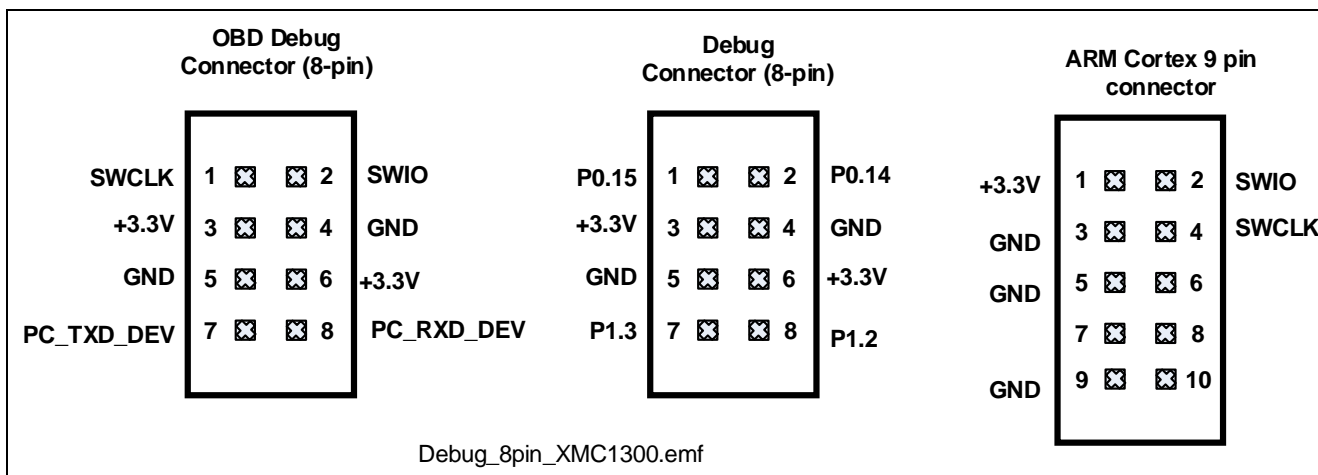 OBD Debug
Connector (8-pin)
SWCLK 1 2 SWIO
+3.3V 3 4 GND
GND 5 6 +3.3V
PC_TXD_DEV 7 8 PC_RXD_DEV
Debug
Connector (8-pin)
P0.15 1 2 P0.14
+3.3V 3 4 GND
GND 5 6 +3.3V
P1.3 7 8 P1.2
ARM Cortex 9 pin
connector
+3.3V 1 2 SWIO
GND 3 4 SWCLK
GND 5 6
7 8
GND 9 10
Debug_8pin_XMC1300.emf